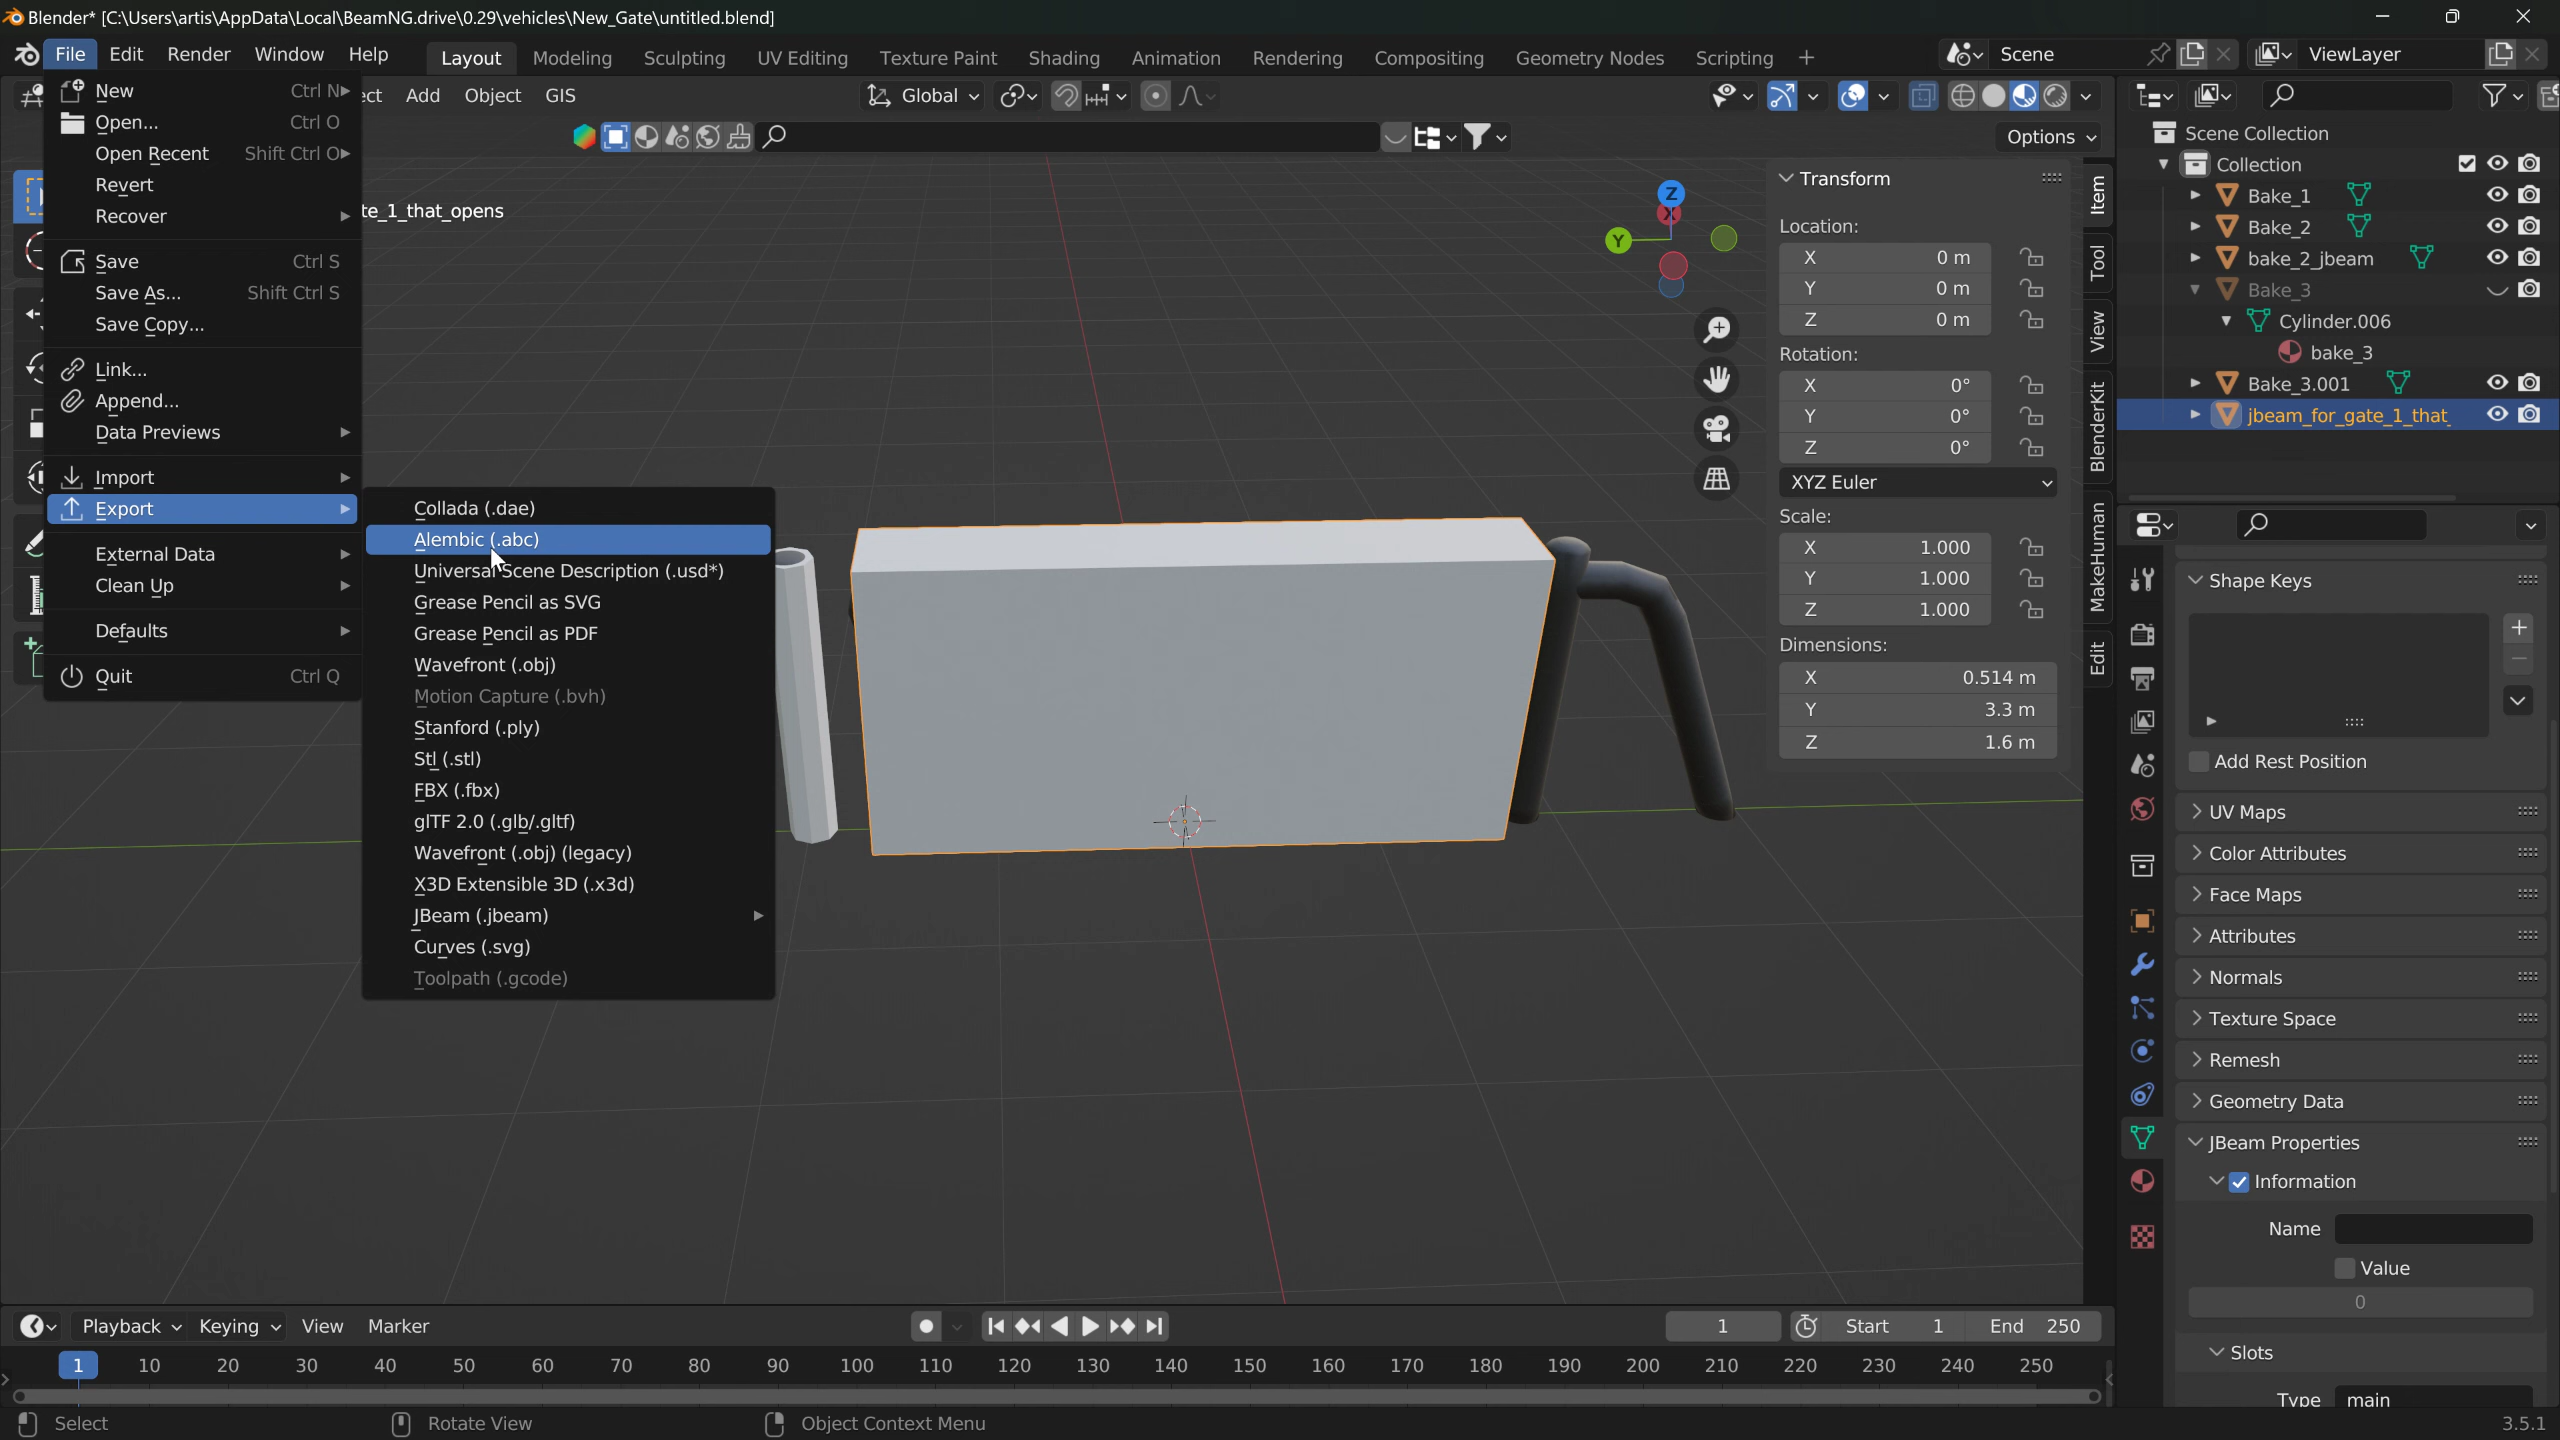 Blender* [C:\Users\artis\AppData\Local\BeamNG.drive\0.29\vehicles\New_Gate\untitled.blend]
File Edit Render Window Help Layout Modeling Sculpting UV Editing Texture Paint Shading Animation Rendering Compositing Geometry Nodes Scripting + Scene ViewLayer
ct Add Object GIS Global
Options
te_1_that_opens
New Ctrl N
Open... Ctrl O
Open Recent Shift Ctrl O
Revert
Recover
Save Ctrl S
Save As... Shift Ctrl S
Save Copy...
Link...
Append...
Data Previews
Import
Export
External Data
Clean Up
Defaults
Quit Ctrl Q
Collada (.dae)
Alembic (.abc)
Universal Scene Description (.usd*)
Grease Pencil as SVG
Grease Pencil as PDF
Wavefront (.obj)
Motion Capture (.bvh)
Stanford (.ply)
Stl (.stl)
FBX (.fbx)
glTF 2.0 (.glb/.gltf)
Wavefront (.obj) (legacy)
X3D Extensible 3D (.x3d)
JBeam (.jbeam)
Curves (.svg)
Toolpath (.gcode)
Z
X
Y
Transform
Location:
X 0 m
Y 0 m
Z 0 m
Rotation:
X 0°
Y 0°
Z 0°
XYZ Euler
Scale:
X 1.000
Y 1.000
Z 1.000
Dimensions:
X 0.514 m
Y 3.3 m
Z 1.6 m
Item
Tool
View
BlenderKit
MakeHuman
Edit
Scene Collection
Collection
Bake_1
Bake_2
bake_2_jbeam
Bake_3
Cylinder.006
bake_3
Bake_3.001
jbeam_for_gate_1_that_
Shape Keys
Add Rest Position
UV Maps
Color Attributes
Face Maps
Attributes
Normals
Texture Space
Remesh
Geometry Data
JBeam Properties
Information
Name
Value
0
Slots
Type main
Playback Keying View Marker 1 Start 1 End 250
1 10 20 30 40 50 60 70 80 90 100 110 120 130 140 150 160 170 180 190 200 210 220 230 240 250
Select Rotate View Object Context Menu 3.5.1